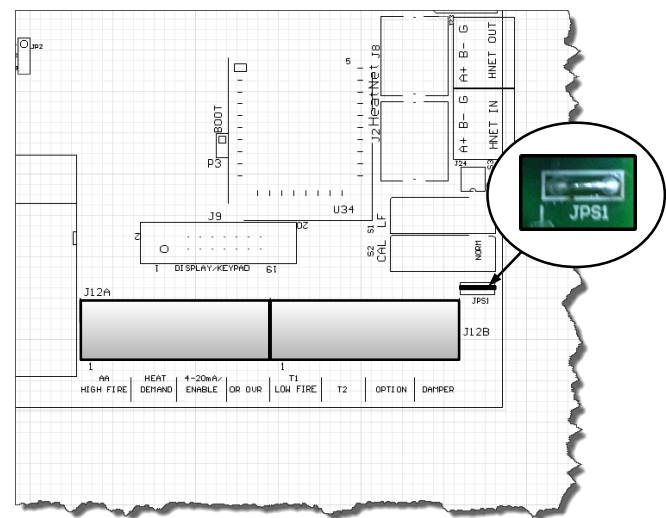 JP2
BOOT
P3
5
U34
HeatNet
J8
J2
A+ B- G
HNET OUT
A+ B- G
HNET IN
J24
S3
S1
LF
S2
CAL
NORM
JPS1
JPS1
J9
2
20
1
DISPLAY/KEYPAD
19
J12A
J12B
1
1
AA
HIGH FIRE
HEAT
DEMAND
4-20mA/
ENABLE
OR OVR
T1
LOW FIRE
T2
OPTION
DAMPER